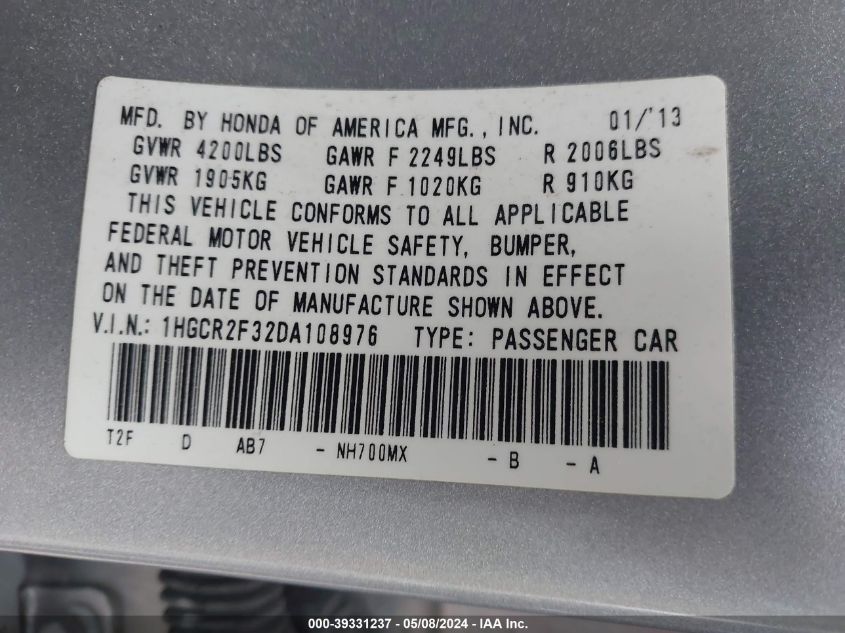 MFD. BY HONDA OF AMERICA MFG., INC. 01/'13
GVWR 4200LBS GAWR F 2249LBS R 2006LBS
GVWR 1905KG GAWR F 1020KG R 910KG
THIS VEHICLE CONFORMS TO ALL APPLICABLE
FEDERAL MOTOR VEHICLE SAFETY, BUMPER,
AND THEFT PREVENTION STANDARDS IN EFFECT
ON THE DATE OF MANUFACTURE SHOWN ABOVE.
V.I.N.: 1HGCR2F32DA108976 TYPE: PASSENGER CAR
T2F D AB7 - NH700MX - B - A
000-39331237 - 05/08/2024 - IAA Inc.